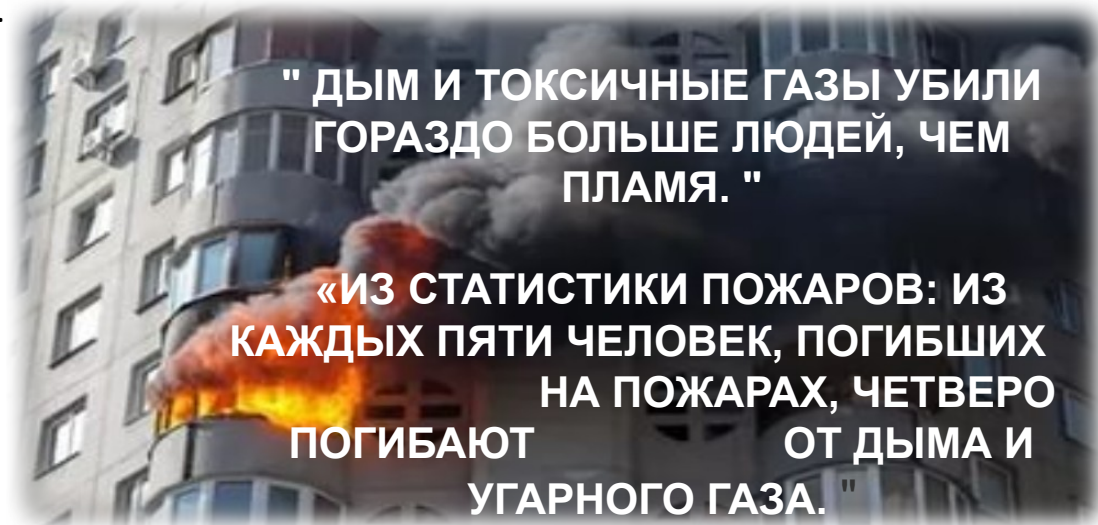 .
" ДЫМ И ТОКСИЧНЫЕ ГАЗЫ УБИЛИ
ГОРАЗДО БОЛЬШЕ ЛЮДЕЙ, ЧЕМ
ПЛАМЯ. "
«ИЗ СТАТИСТИКИ ПОЖАРОВ: ИЗ
КАЖДЫХ ПЯТИ ЧЕЛОВЕК, ПОГИБШИХ
НА ПОЖАРАХ, ЧЕТВЕРО
ПОГИБАЮТ ОТ ДЫМА И
УГАРНОГО ГАЗА. "